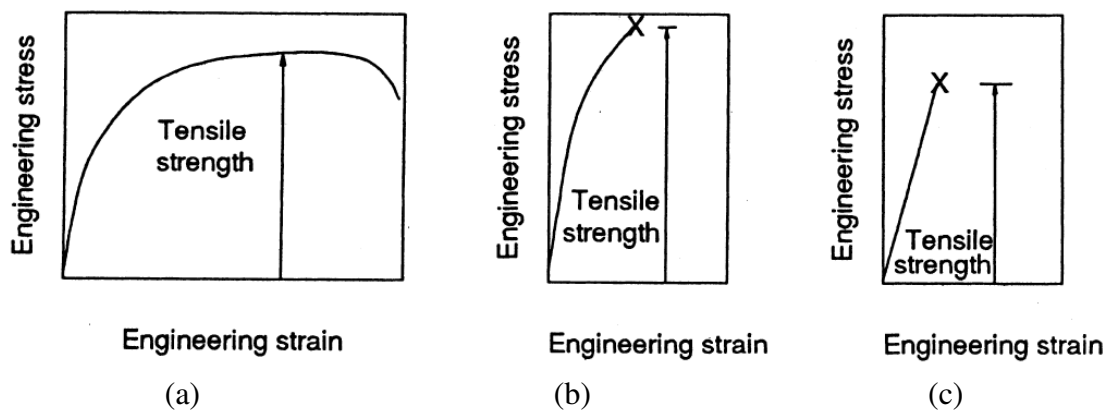 Engineering stress
Tensile
strength
Engineering strain
(a)
Engineering stress
X
Tensile
strength
Engineering strain
(b)
Engineering stress
X
Tensile
strength
Engineering strain
(c)